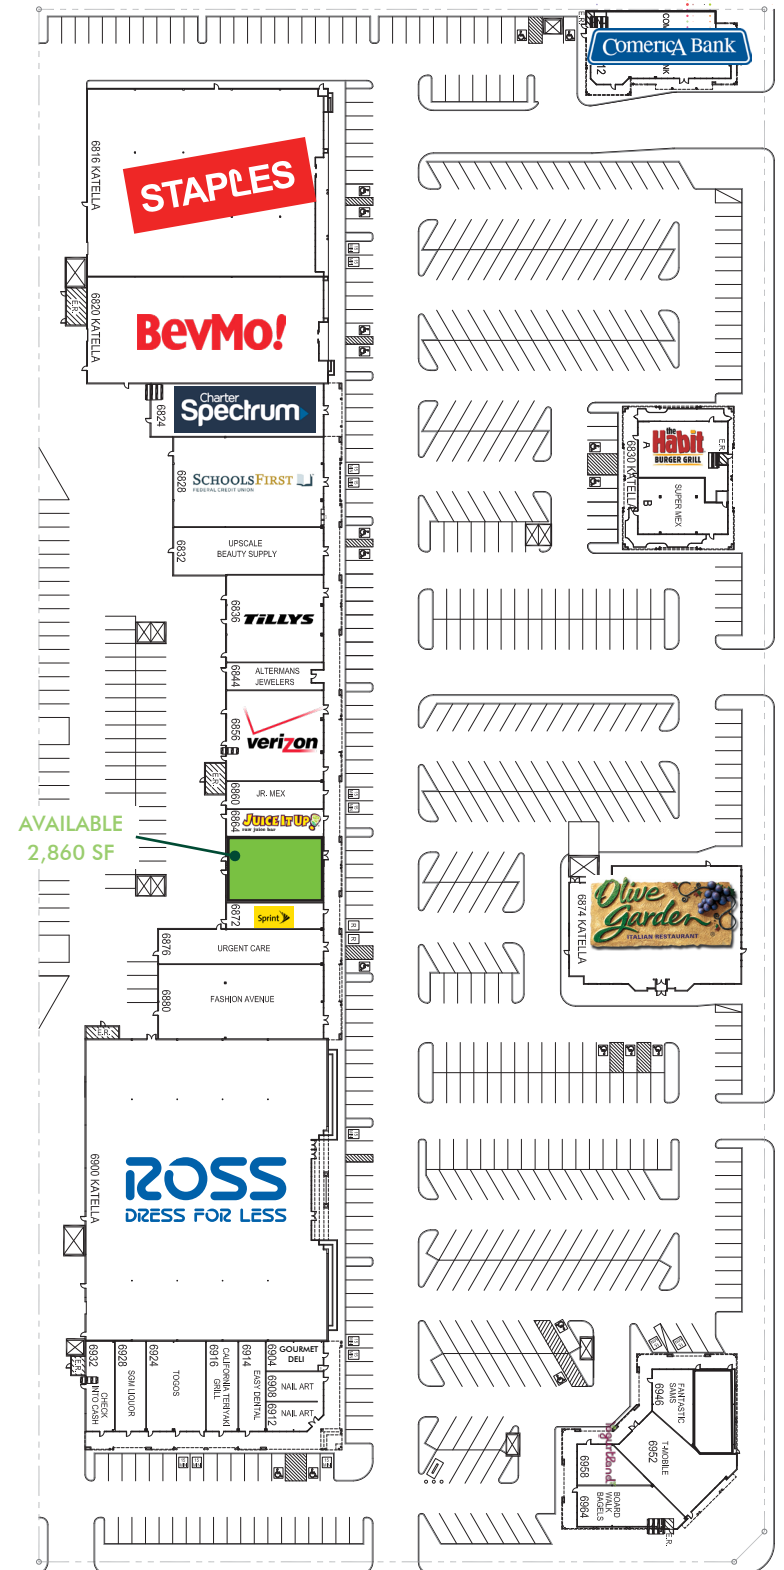 COMERICA BANK
6816 KATELLA
STAPLES
E.R.
6820 KATELLA
BEVMO!
6824
Charter
Spectrum
6828
SCHOOLSFIRST
FEDERAL CREDIT UNION
6832
UPSCALE
BEAUTY SUPPLY
the
Habit
BURGER GRILL
E.R.
A
6830 KATELLA
SUPER MEX
B
6836
TILLYS
6844
ALTERMANS
JEWELERS
6856
verizon
E.R.
6860
JR. MEX
6864
JUICE IT UP!
raw juice bar
AVAILABLE
2,860 SF
6872
Sprint
6876
URGENT CARE
6880
FASHION AVENUE
Olive
Garden
ITALIAN RESTAURANT
6874 KATELLA
E.R.
6900 KATELLA
ROSS
DRESS FOR LESS
E.R.
6932
CHECK
INTO CASH
6928
SGM LIQUOR
6924
TOGOS
6916
CALIFORNIA TERIYAKI
GRILL
6914
EASY DENTAL
6904
GOURMET
DELI
6908
NAIL ART
6912
NAIL ART
FANTASTIC
SAMS
6946
T-MOBILE
6952
yogurtland
6958
BOARD
WALK
BAGELS
6964
E.R.